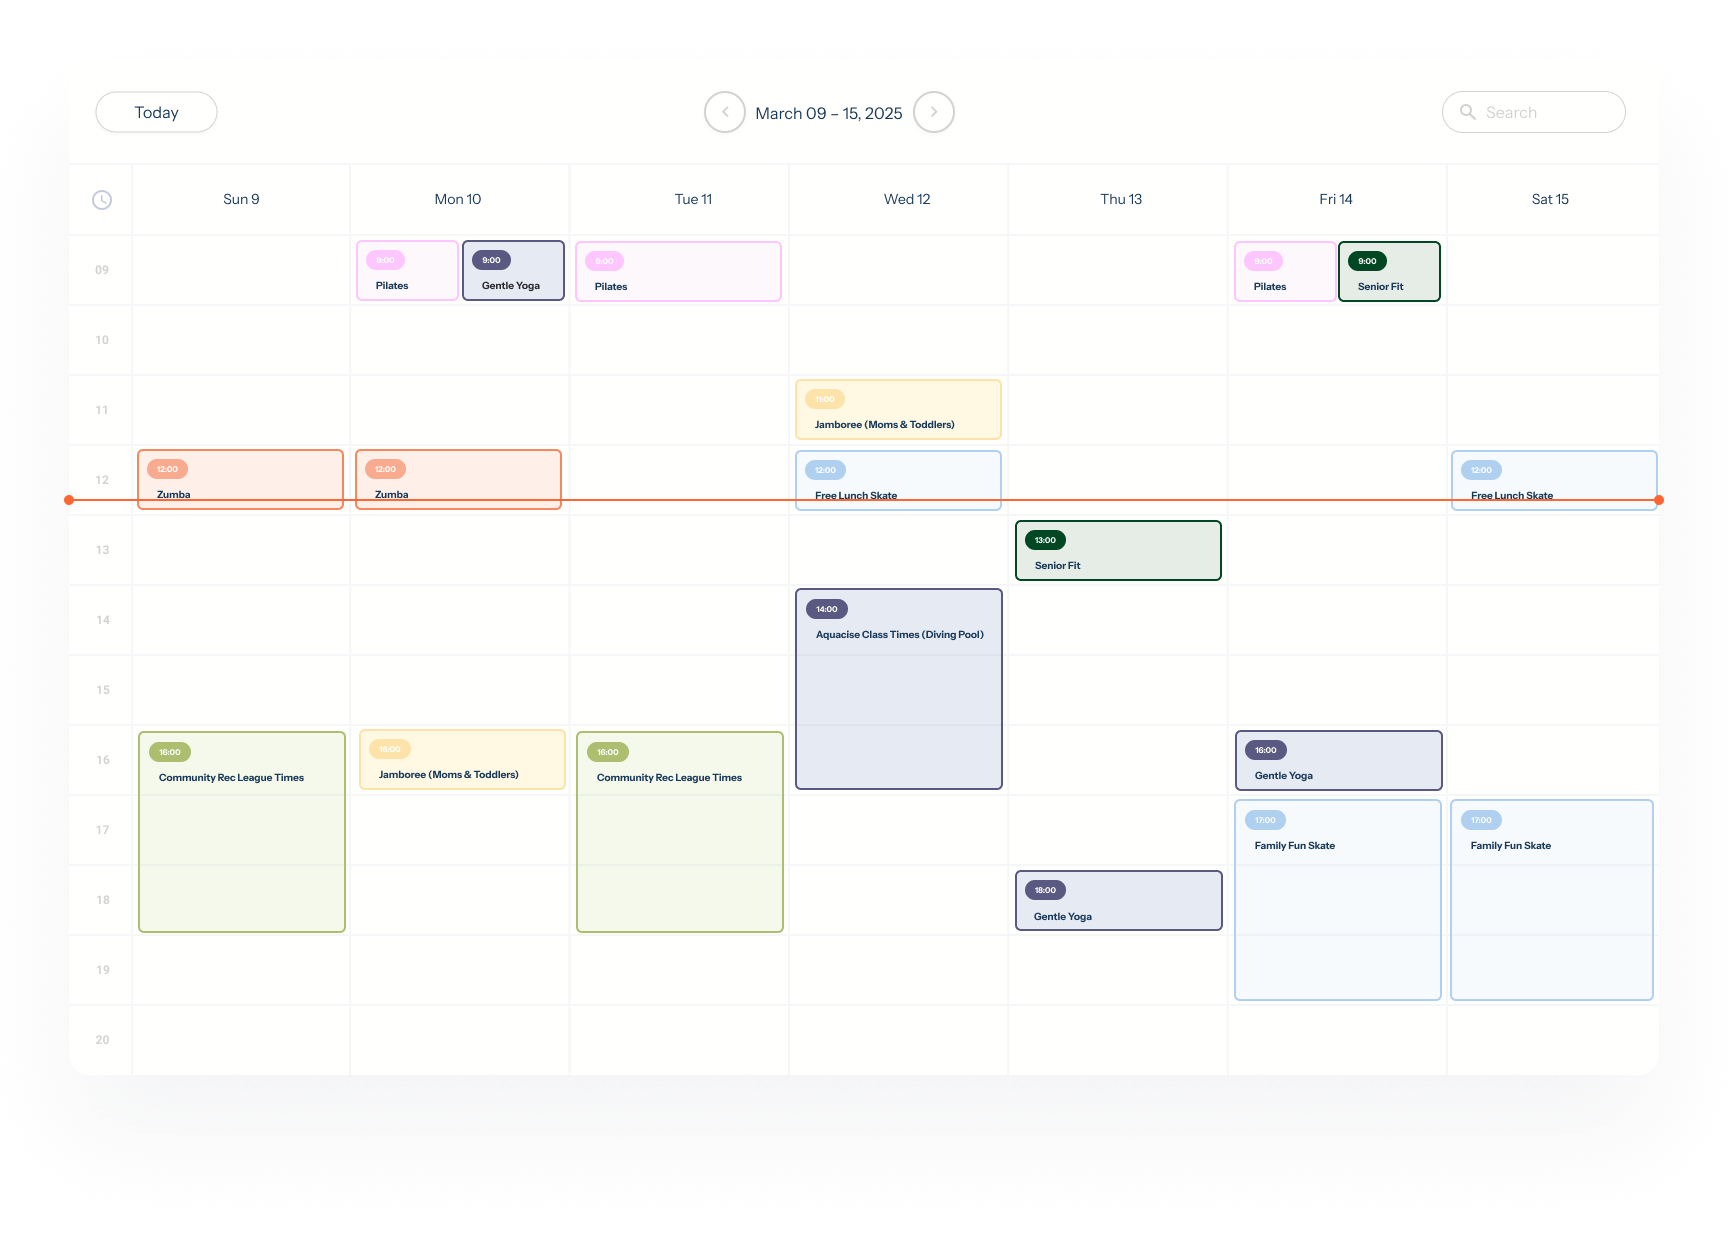 Today
March 09 – 15, 2025
Search
Sun 9
Mon 10
Tue 11
Wed 12
Thu 13
Fri 14
Sat 15
09
9:00
Pilates
9:00
Gentle Yoga
9:00
Pilates
9:00
Pilates
9:00
Senior Fit
10
11
11:00
Jamboree (Moms & Toddlers)
12
12:00
Zumba
12:00
Zumba
12:00
Free Lunch Skate
12:00
Free Lunch Skate
13
13:00
Senior Fit
14
14:00
Aquacise Class Times (Diving Pool)
15
16
16:00
Community Rec League Times
16:00
Jamboree (Moms & Toddlers)
16:00
Community Rec League Times
16:00
Gentle Yoga
17
17:00
Family Fun Skate
17:00
Family Fun Skate
18
18:00
Gentle Yoga
19
20